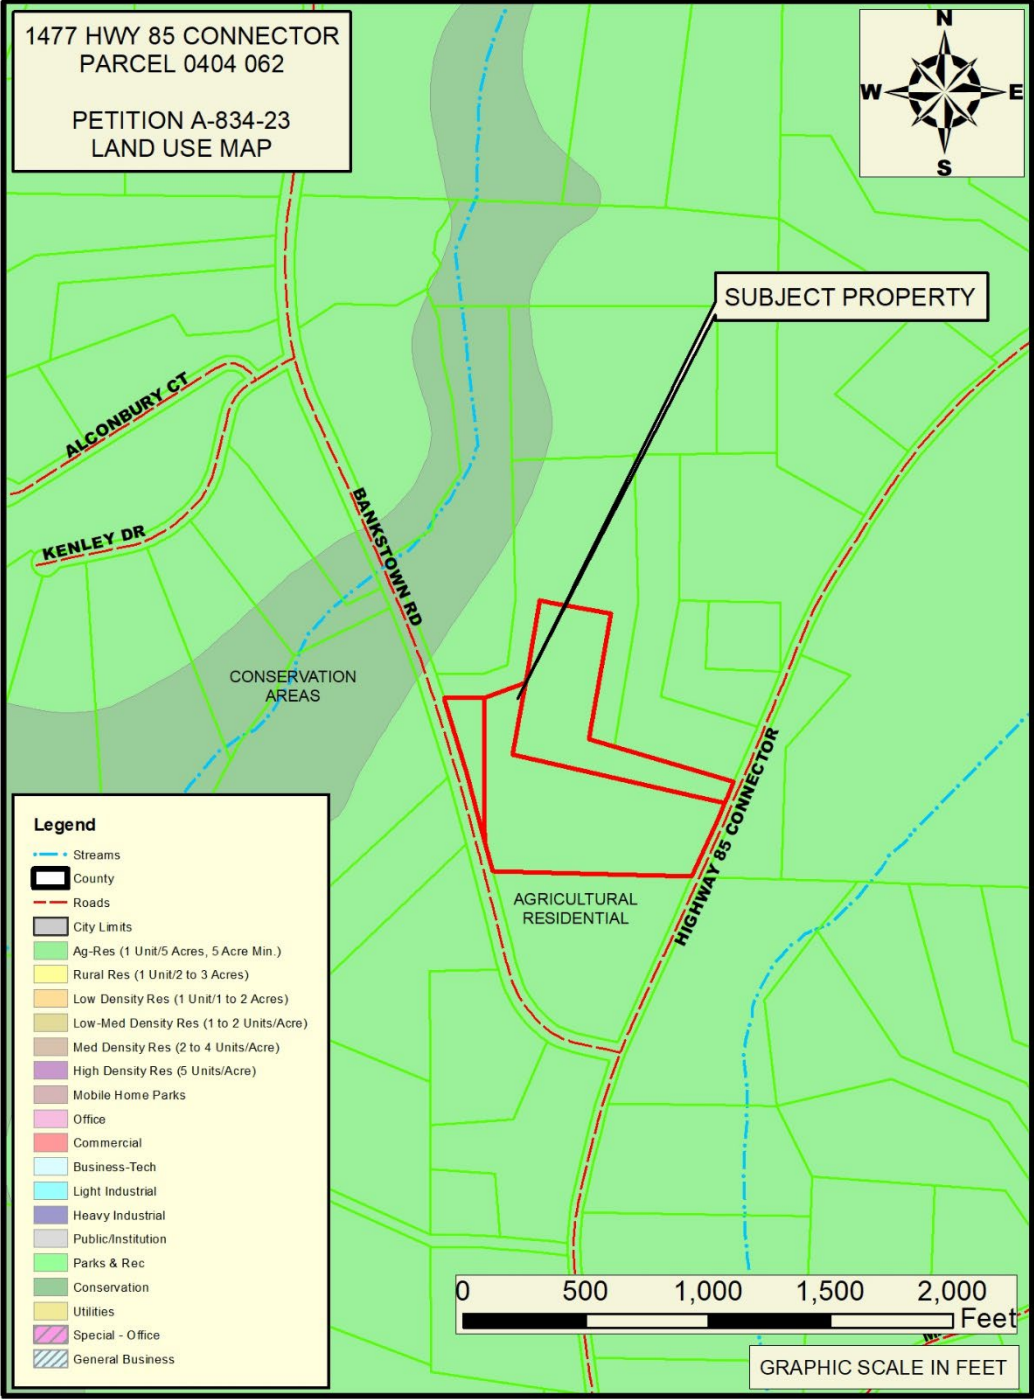 1477 HWY 85 CONNECTOR
PARCEL 0404 062
PETITION A-834-23
LAND USE MAP
N
W
E
S
SUBJECT PROPERTY
ALCONBURY CT
KENLEY DR
BANKSTOWN RD
CONSERVATION
AREAS
HIGHWAY 85 CONNECTOR
AGRICULTURAL
RESIDENTIAL
Legend
Streams
County
Roads
City Limits
Ag-Res (1 Unit/5 Acres, 5 Acre Min.)
Rural Res (1 Unit/2 to 3 Acres)
Low Density Res (1 Unit/1 to 2 Acres)
Low-Med Density Res (1 to 2 Units/Acre)
Med Density Res (2 to 4 Units/Acre)
High Density Res (5 Units/Acre)
Mobile Home Parks
Office
Commercial
Business-Tech
Light Industrial
Heavy Industrial
Public/Institution
Parks & Rec
Conservation
Utilities
Special - Office
General Business
0 500 1,000 1,500 2,000
Feet
GRAPHIC SCALE IN FEET